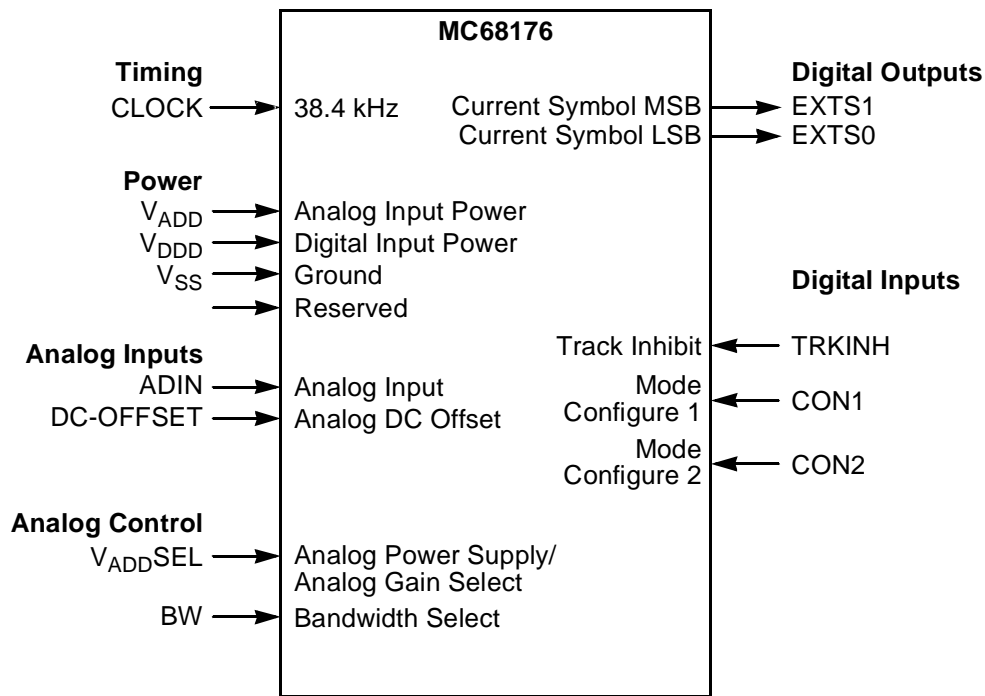 MC68176
Timing
CLOCK
38.4 kHz
Current Symbol MSB
Current Symbol LSB
Digital Outputs
EXTS1
EXTS0
Power
VADD
Analog Input Power
VDDD
Digital Input Power
VSS
Ground
Reserved
Digital Inputs
Track Inhibit
TRKINH
Mode
Configure 1
CON1
Mode
Configure 2
CON2
Analog Inputs
ADIN
Analog Input
DC-OFFSET
Analog DC Offset
Analog Control
VADDSEL
Analog Power Supply/
Analog Gain Select
BW
Bandwidth Select